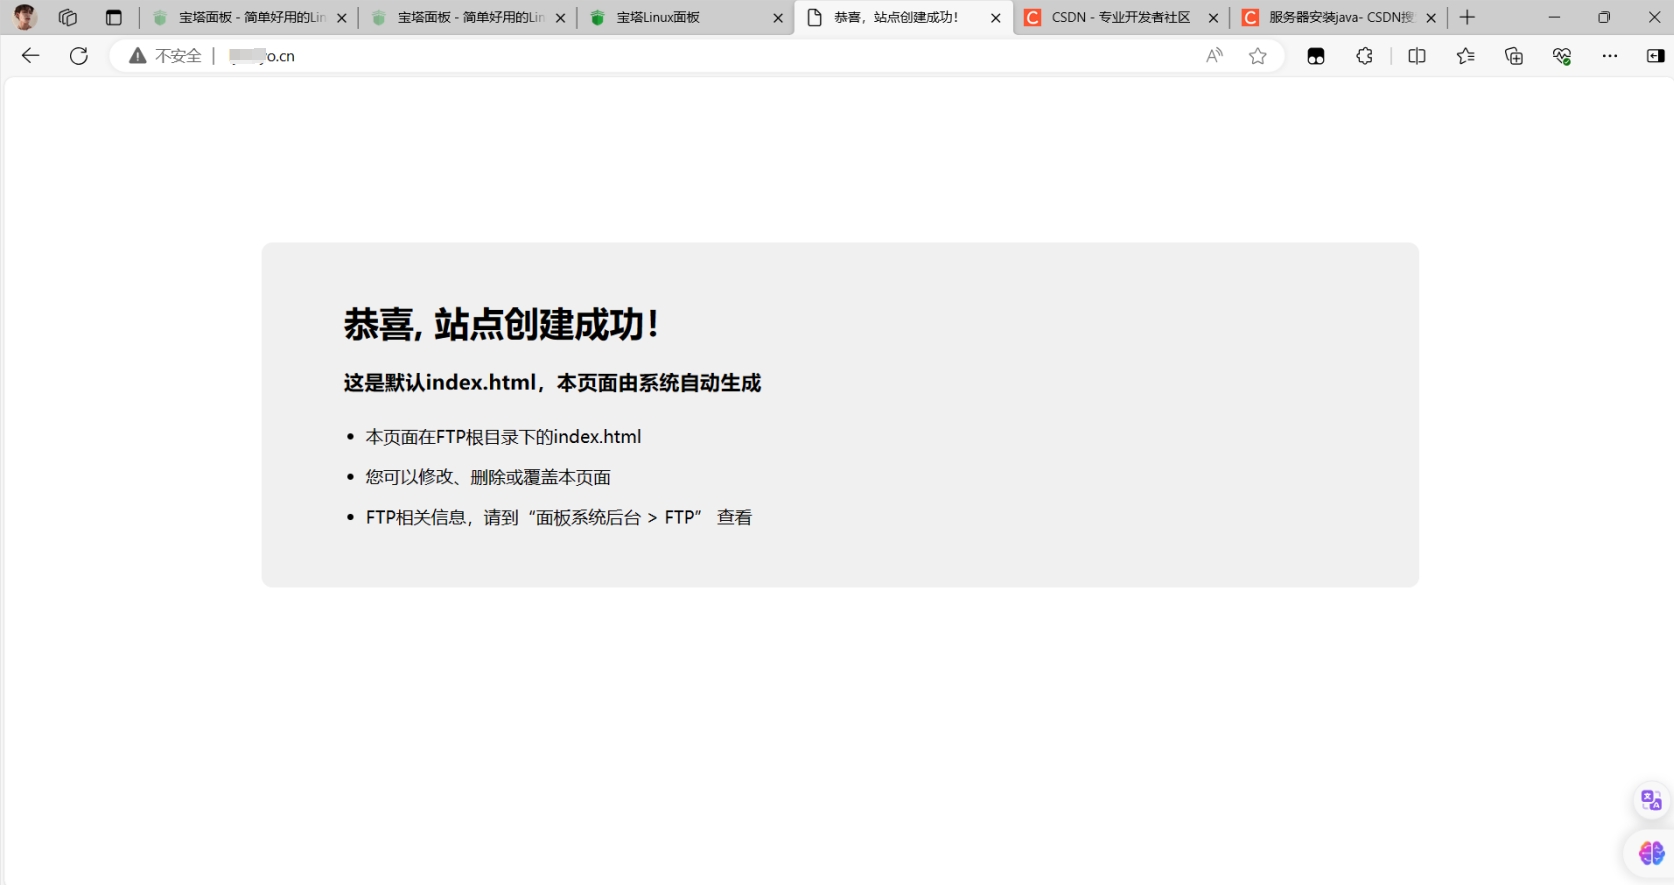 宝塔面板 - 简单好用的Lin
宝塔面板 - 简单好用的Lin
宝塔Linux面板
恭喜，站点创建成功！
CSDN - 专业开发者社区
服务器安装java- CSDN搜
不安全
o.cn
恭喜, 站点创建成功！
这是默认index.html，本页面由系统自动生成
本页面在FTP根目录下的index.html
您可以修改、删除或覆盖本页面
FTP相关信息，请到“面板系统后台 > FTP” 查看